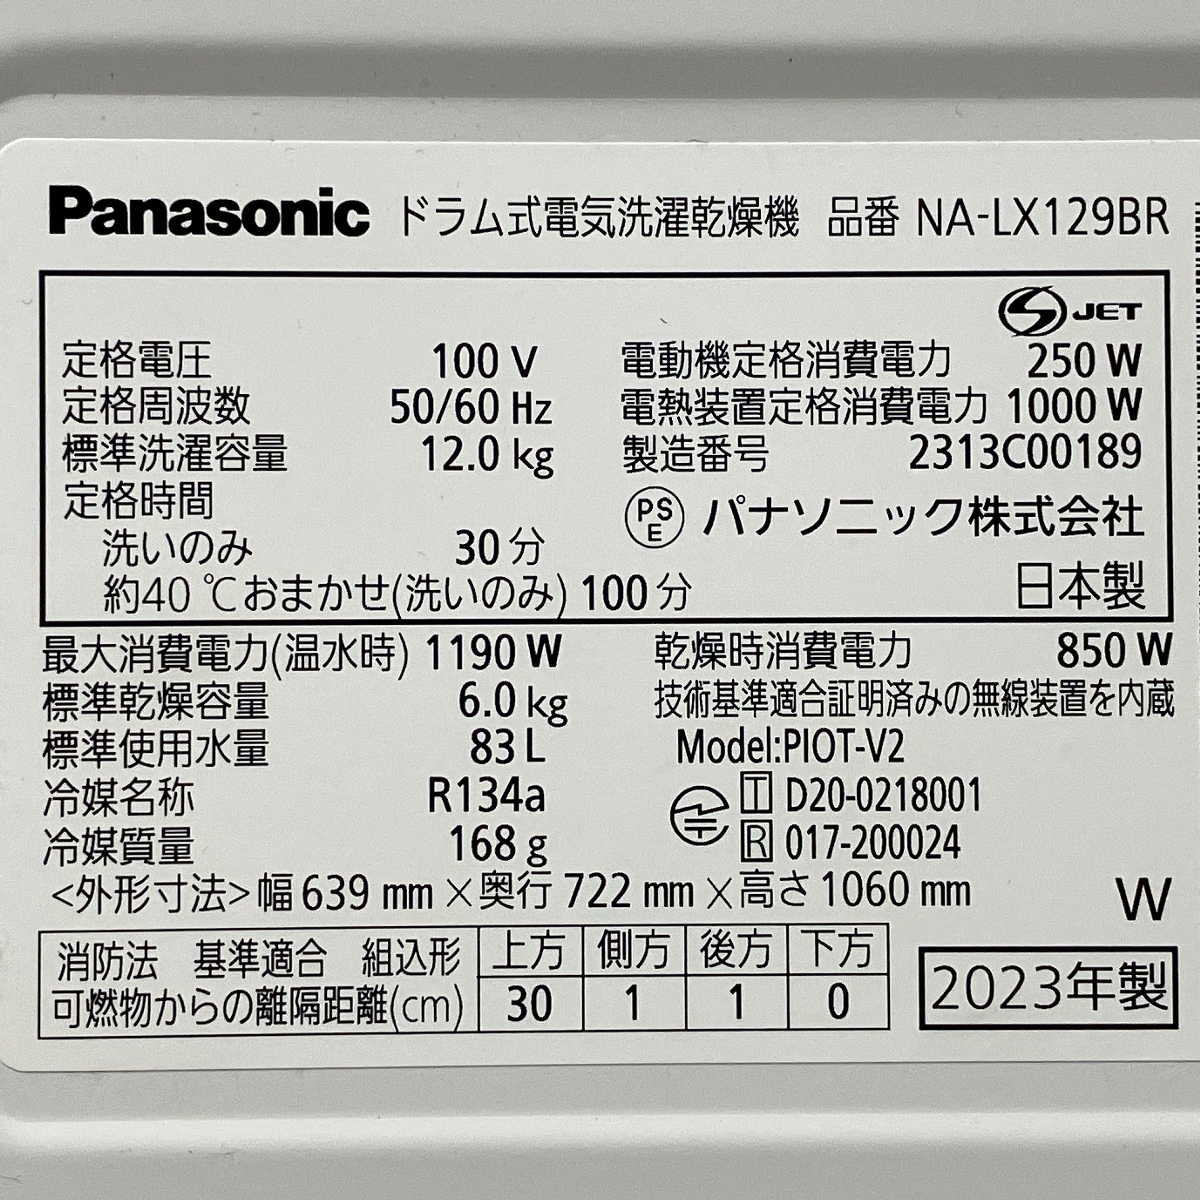 Panasonic ドラム式電気洗濯乾燥機 品番 NA-LX129BR
JET
定格電圧 100 V 電動機定格消費電力 250 W
定格周波数 50/60 Hz 電熱装置定格消費電力 1000 W
標準洗濯容量 12.0 kg 製造番号 2313C00189
定格時間
PSE パナソニック株式会社
洗いのみ 30 分
約40℃おまかせ(洗いのみ) 100 分 日本製
最大消費電力(温水時) 1190 W 乾燥時消費電力 850 W
標準乾燥容量 6.0 kg 技術基準適合証明済みの無線装置を内蔵
標準使用水量 83 L Model:PIOT-V2
冷媒名称 R134a T D20-0218001
冷媒質量 168 g R 017-200024
<外形寸法>幅 639 mm×奥行 722 mm×高さ 1060 mm W
消防法 基準適合 組込形 上方 側方 後方 下方
可燃物からの離隔距離(cm) 30 1 1 0
2023年製